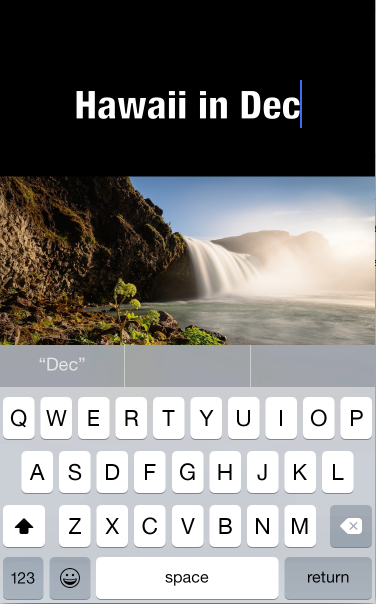 Hawaii in Dec
“Dec”
Q W E R T Y U I O P
A S D F G H J K L
Z X C V B N M
123 space return